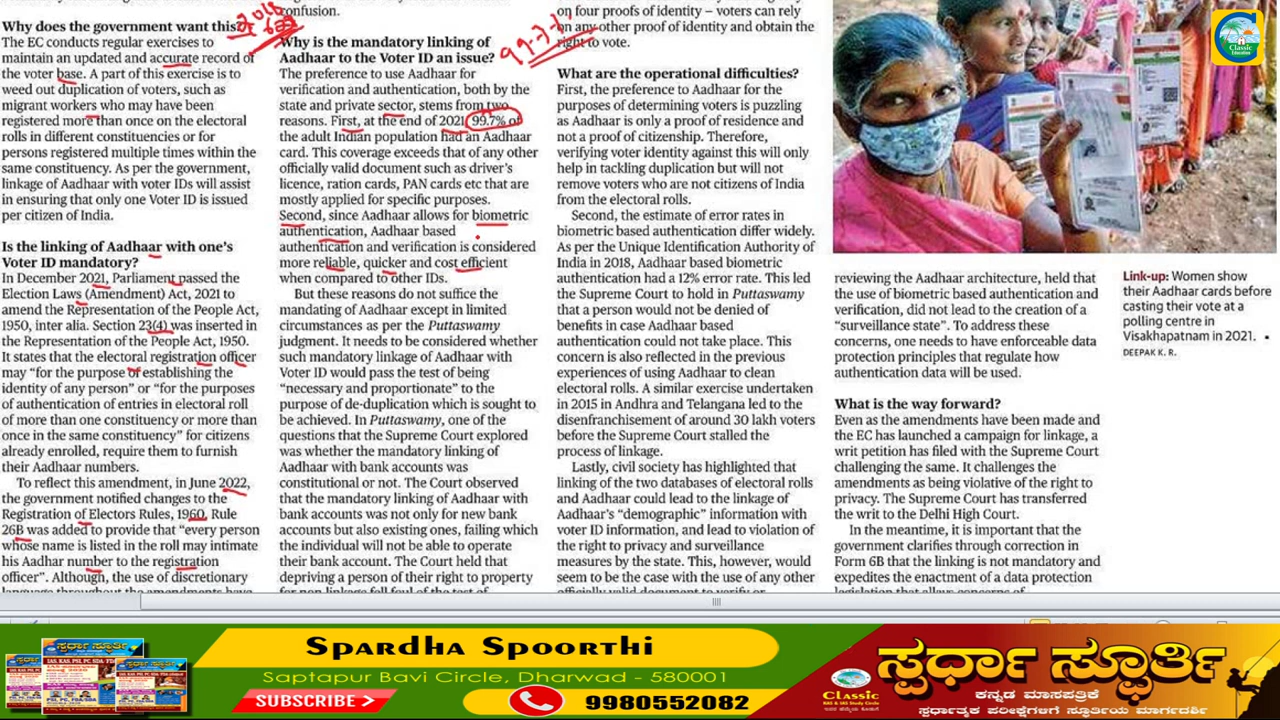 Why does the government want this?
The EC conducts regular exercises to
maintain an updated and accurate record of
the voter base. A part of this exercise is to
weed out duplication of voters, such as
migrant workers who may have been
registered more than once on the electoral
rolls in different constituencies or for
persons registered multiple times within the
same constituency. As per the government,
linkage of Aadhaar with voter IDs will assist
in ensuring that only one Voter ID is issued
per citizen of India.
Is the linking of Aadhaar with one's
Voter ID mandatory?
In December 2021, Parliament passed the
Election Laws (Amendment) Act, 2021 to
amend the Representation of the People Act,
1950, inter alia. Section 23(4) was inserted in
the Representation of the People Act, 1950.
It states that the electoral registration officer
may "for the purpose of establishing the
identity of any person" or "for the purposes
of authentication of entries in electoral roll
of more than one constituency or more than
once in the same constituency" for citizens
already enrolled, require them to furnish
their Aadhar numbers.
To reflect this amendment, in June 2022,
the government notified changes to the
Registration of Electors Rules, 1960. Rule
26B was added to provide that "every person
whose name is listed in the roll may intimate
his Aadhar number to the registration
officer". Although, the use of discretionary
language throughout the amendments have
confusion.
Why is the mandatory linking of
Aadhaar to the Voter ID an issue?
The preference to use Aadhaar for
verification and authentication, both by the
state and private sector, stems from two
reasons. First, at the end of 2021, 99.7% of
the adult Indian population had an Aadhaar
card. This coverage exceeds that of any other
officially valid document such as driver's
licence, ration cards, PAN cards etc that are
mostly applied for specific purposes.
Second, since Aadhaar allows for biometric
authentication, Aadhaar based
authentication and verification is considered
more reliable, quicker and cost efficient
when compared to other IDs.
But these reasons do not suffice the
mandating of Aadhaar except in limited
circumstances as per the Puttaswamy
judgment. It needs to be considered whether
such mandatory linkage of Aadhaar with
Voter ID would pass the test of being
"necessary and proportionate" to the
purpose of de-duplication which is sought to
be achieved. In Puttaswamy, one of the
questions that the Supreme Court explored
was whether the mandatory linking of
Aadhaar with bank accounts was
constitutional or not. The Court observed
that the mandatory linking of Aadhaar with
bank accounts was not only for new bank
accounts but also existing ones, failing which
the individual will not be able to operate
their bank account. The Court held that
depriving a person of their right to property
for non-linkage fell foul of the test of
on four proofs of identity – voters can rely
on any other proof of identity and obtain the
right to vote.
What are the operational difficulties?
First, the preference to Aadhaar for the
purposes of determining voters is puzzling
as Aadhaar is only a proof of residence and
not a proof of citizenship. Therefore,
verifying voter identity against this will only
help in tackling duplication but will not
remove voters who are not citizens of India
from the electoral rolls.
Second, the estimate of error rates in
biometric based authentication differ widely.
As per the Unique Identification Authority of
India in 2018, Aadhaar based biometric
authentication had a 12% error rate. This led
the Supreme Court to hold in Puttaswamy
that a person would not be denied of
benefits in case Aadhaar based
authentication could not take place. This
concern is also reflected in the previous
experiences of using Aadhaar to clean
electoral rolls. A similar exercise undertaken
in 2015 in Andhra and Telangana led to the
disenfranchisement of around 30 lakh voters
before the Supreme Court stalled the
process of linkage.
Lastly, civil society has highlighted that
linking of the two databases of electoral rolls
and Aadhaar could lead to the linkage of
Aadhaar's "demographic" information with
voter ID information, and lead to violation of
the right to privacy and surveillance
measures by the state. This, however, would
seem to be the case with the use of any other
officially valid document to verify or
reviewing the Aadhaar architecture, held that
the use of biometric based authentication and
verification, did not lead to the creation of a
"surveillance state". To address these
concerns, one needs to have enforceable data
protection principles that regulate how
authentication data will be used.
What is the way forward?
Even as the amendments have been made and
the EC has launched a campaign for linkage, a
writ petition has filed with the Supreme Court
challenging the same. It challenges the
amendments as being violative of the right to
privacy. The Supreme Court has transferred
the writ to the Delhi High Court.
In the meantime, it is important that the
government clarifies through correction in
Form 6B that the linking is not mandatory and
expedites the enactment of a data protection
legislation that allays concerns of
Link-up: Women show
their Aadhaar cards before
casting their vote at a
polling centre in
Visakhapatnam in 2021.
DEEPAK K. R.
Classic
Education
Spardha Spoorthi
Saptapur Bavi Circle, Dharwad - 580001
SUBSCRIBE
9980552082
Classic
ಸ್ಪರ್ಧಾ ಸ್ಫೂರ್ತಿ
ಕನ್ನಡ ಮಾಸಪತ್ರಿಕೆ
ಸ್ಪರ್ಧಾತ್ಮಕ ಪರೀಕ್ಷೆಗಳಿಗೆ ಸ್ಫೂರ್ತಿಯ ಮಾರ್ಗದರ್ಶಿ